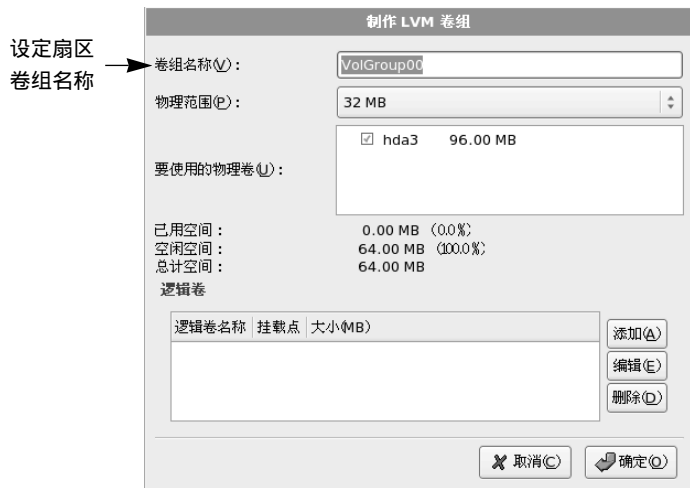 制作 LVM 卷组
设定扇区
卷组名称
卷组名称(V)：
VolGroup00
物理范围(P)：
32 MB
要使用的物理卷(U)：
hda3 96.00 MB
已用空间： 0.00 MB (0.0%)
空闲空间： 64.00 MB (100.0%)
总计空间： 64.00 MB
逻辑卷
逻辑卷名称 挂载点 大小(MB)
添加(A)
编辑(E)
删除(D)
取消(C) 确定(O)